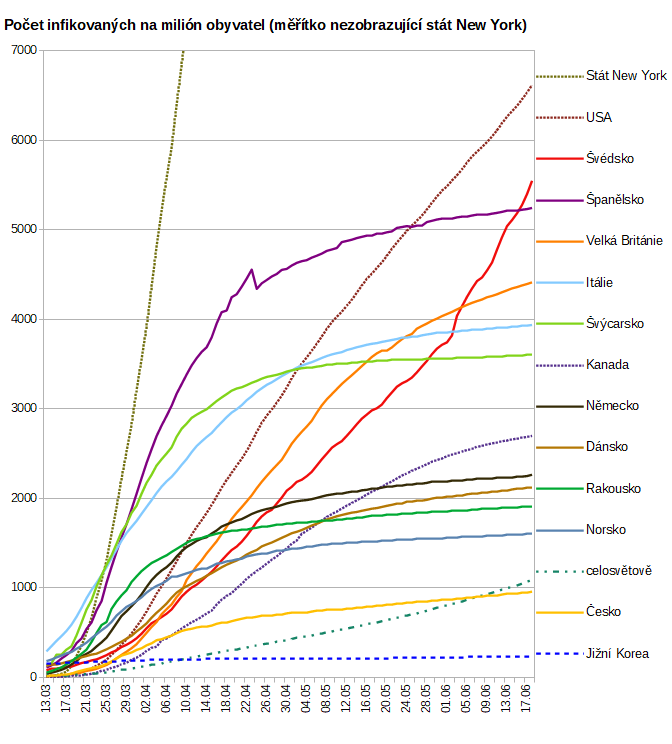 Počet infikovaných na milión obyvatel (měřítko nezobrazující stát New York)
7000
6000
5000
4000
3000
2000
1000
0
13.03
17.03
21.03
25.03
29.03
02.04
06.04
10.04
14.04
18.04
22.04
26.04
30.04
04.05
08.05
12.05
16.05
20.05
24.05
28.05
01.06
05.06
09.06
13.06
17.06
Stát New York
USA
Švédsko
Španělsko
Velká Británie
Itálie
Švýcarsko
Kanada
Německo
Dánsko
Rakousko
Norsko
celosvětově
Česko
Jižní Korea